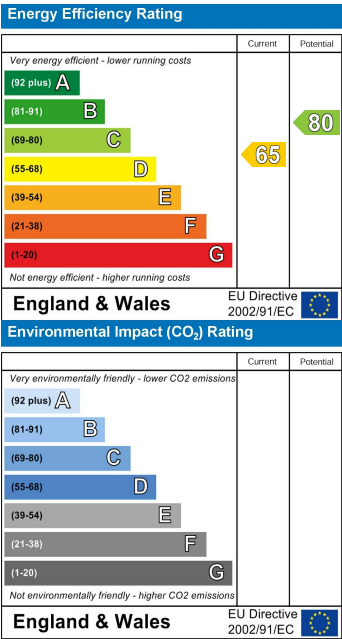 Energy Efficiency Rating
Current Potential
Very energy efficient - lower running costs
(92 plus) A
(81-91) B
(69-80) C
(55-68) D
(39-54) E
(21-38) F
(1-20) G
65
80
Not energy efficient - higher running costs
England & Wales
EU Directive
2002/91/EC
Environmental Impact (CO₂) Rating
Current Potential
Very environmentally friendly - lower CO2 emissions
(92 plus) A
(81-91) B
(69-80) C
(55-68) D
(39-54) E
(21-38) F
(1-20) G
Not environmentally friendly - higher CO2 emissions
England & Wales
EU Directive
2002/91/EC